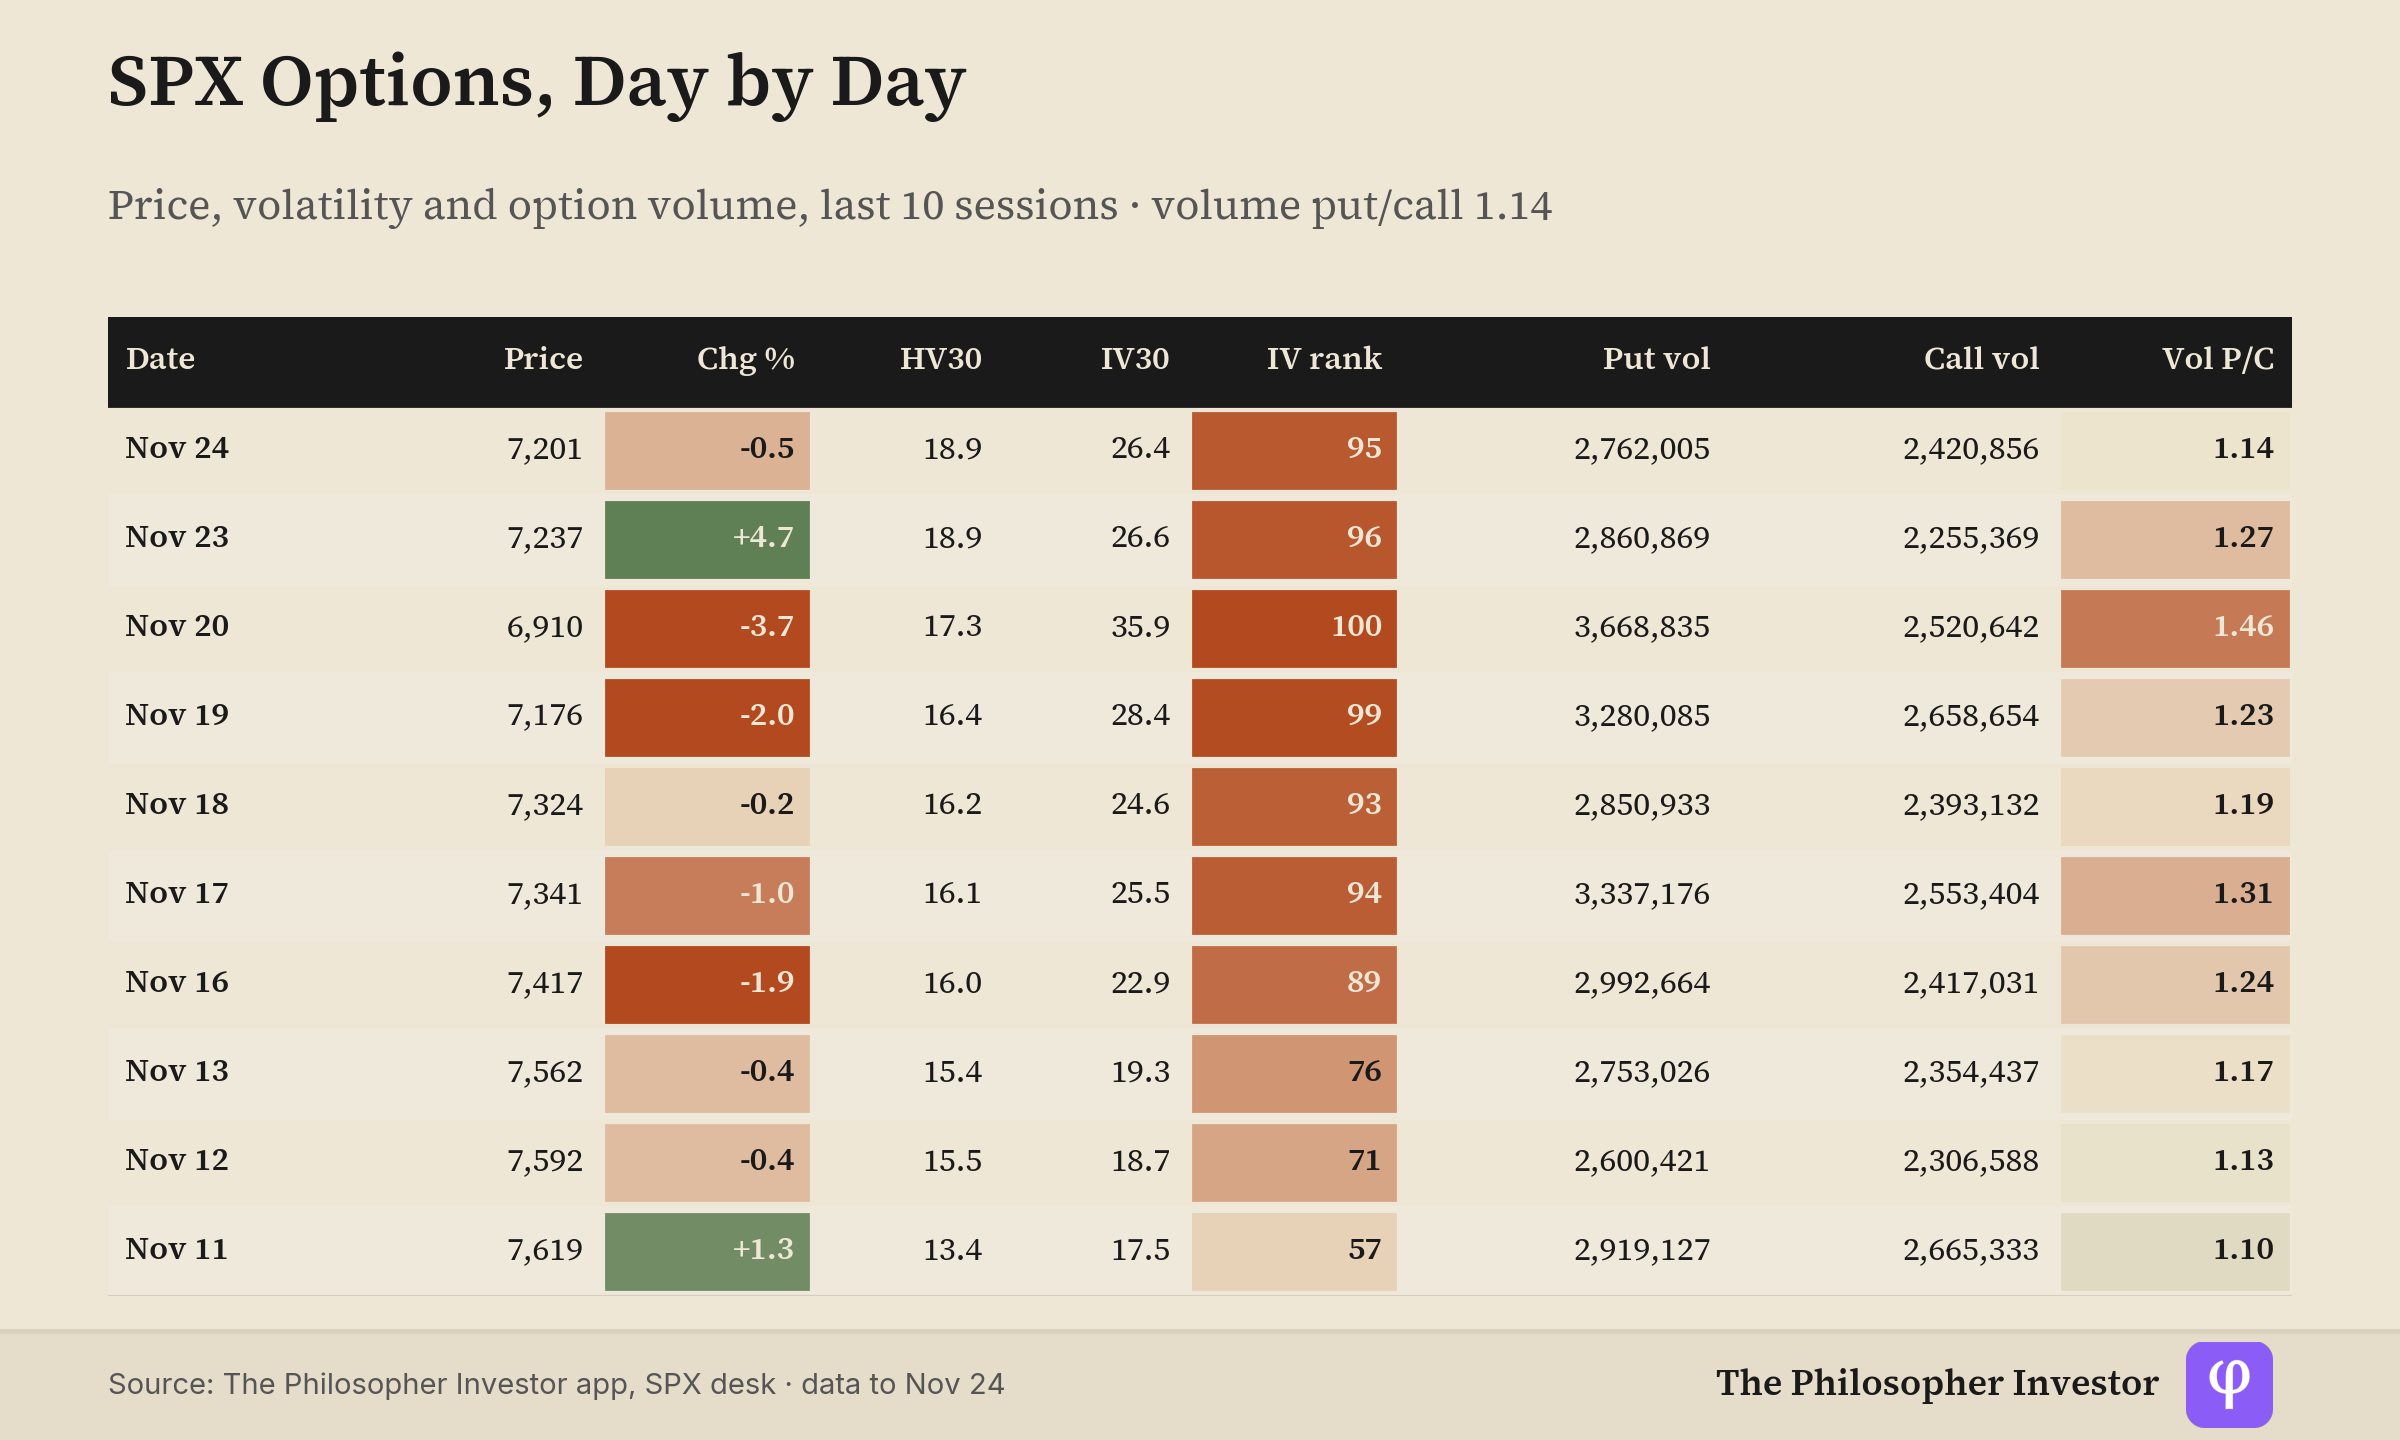 SPX Options, Day by Day
Price, volatility and option volume, last 10 sessions · volume put/call 1.14
Date Price Chg % HV30 IV30 IV rank Put vol Call vol Vol P/C
Nov 24 7,201 -0.5 18.9 26.4 95 2,762,005 2,420,856 1.14
Nov 23 7,237 +4.7 18.9 26.6 96 2,860,869 2,255,369 1.27
Nov 20 6,910 -3.7 17.3 35.9 100 3,668,835 2,520,642 1.46
Nov 19 7,176 -2.0 16.4 28.4 99 3,280,085 2,658,654 1.23
Nov 18 7,324 -0.2 16.2 24.6 93 2,850,933 2,393,132 1.19
Nov 17 7,341 -1.0 16.1 25.5 94 3,337,176 2,553,404 1.31
Nov 16 7,417 -1.9 16.0 22.9 89 2,992,664 2,417,031 1.24
Nov 13 7,562 -0.4 15.4 19.3 76 2,753,026 2,354,437 1.17
Nov 12 7,592 -0.4 15.5 18.7 71 2,600,421 2,306,588 1.13
Nov 11 7,619 +1.3 13.4 17.5 57 2,919,127 2,665,333 1.10
Source: The Philosopher Investor app, SPX desk · data to Nov 24
The Philosopher Investor φ